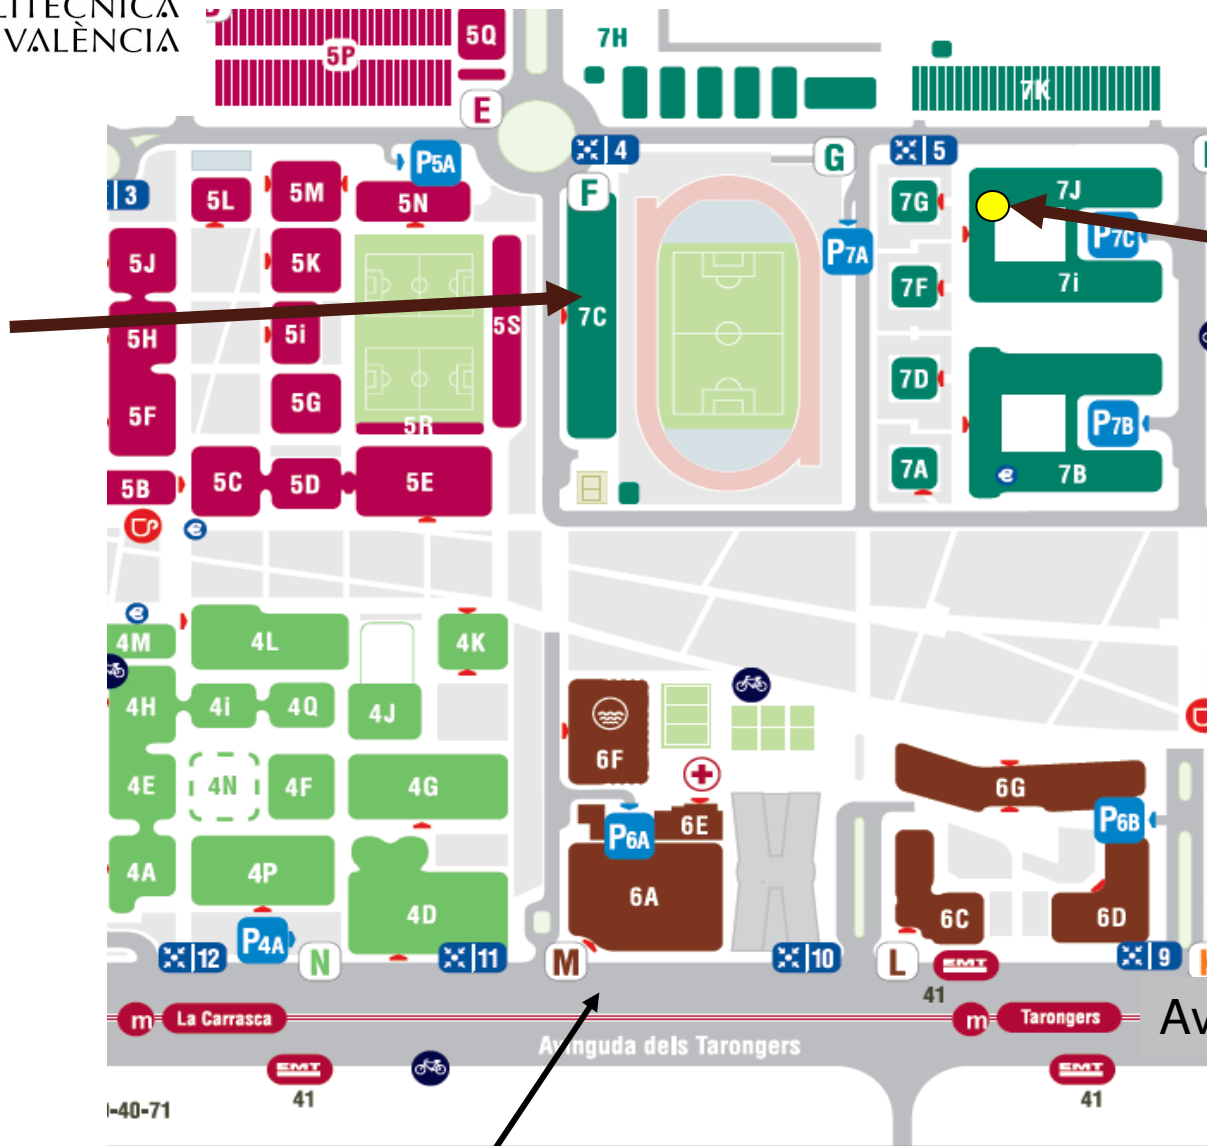 VALÈNCIA
5P
5Q
7H
7K
E
P5A
4
G
5
3
5L
5M
5N
F
7G
7J
P7C
P7A
5J
5K
7F
7i
5H
5i
5S
7C
7D
5F
5G
5R
P7B
5B
5C
5D
5E
7A
7B
4M
4L
4K
4H
4i
4Q
4J
6F
4E
4N
4F
4G
6G
P6A
6E
P6B
4A
4P
4D
6A
6C
6D
P4A
12
N
11
M
10
L
EMT
9
41
m La Carrasca
m Tarongers
Av
Avinguda dels Tarongers
EMT
41
EMT
41
-40-71